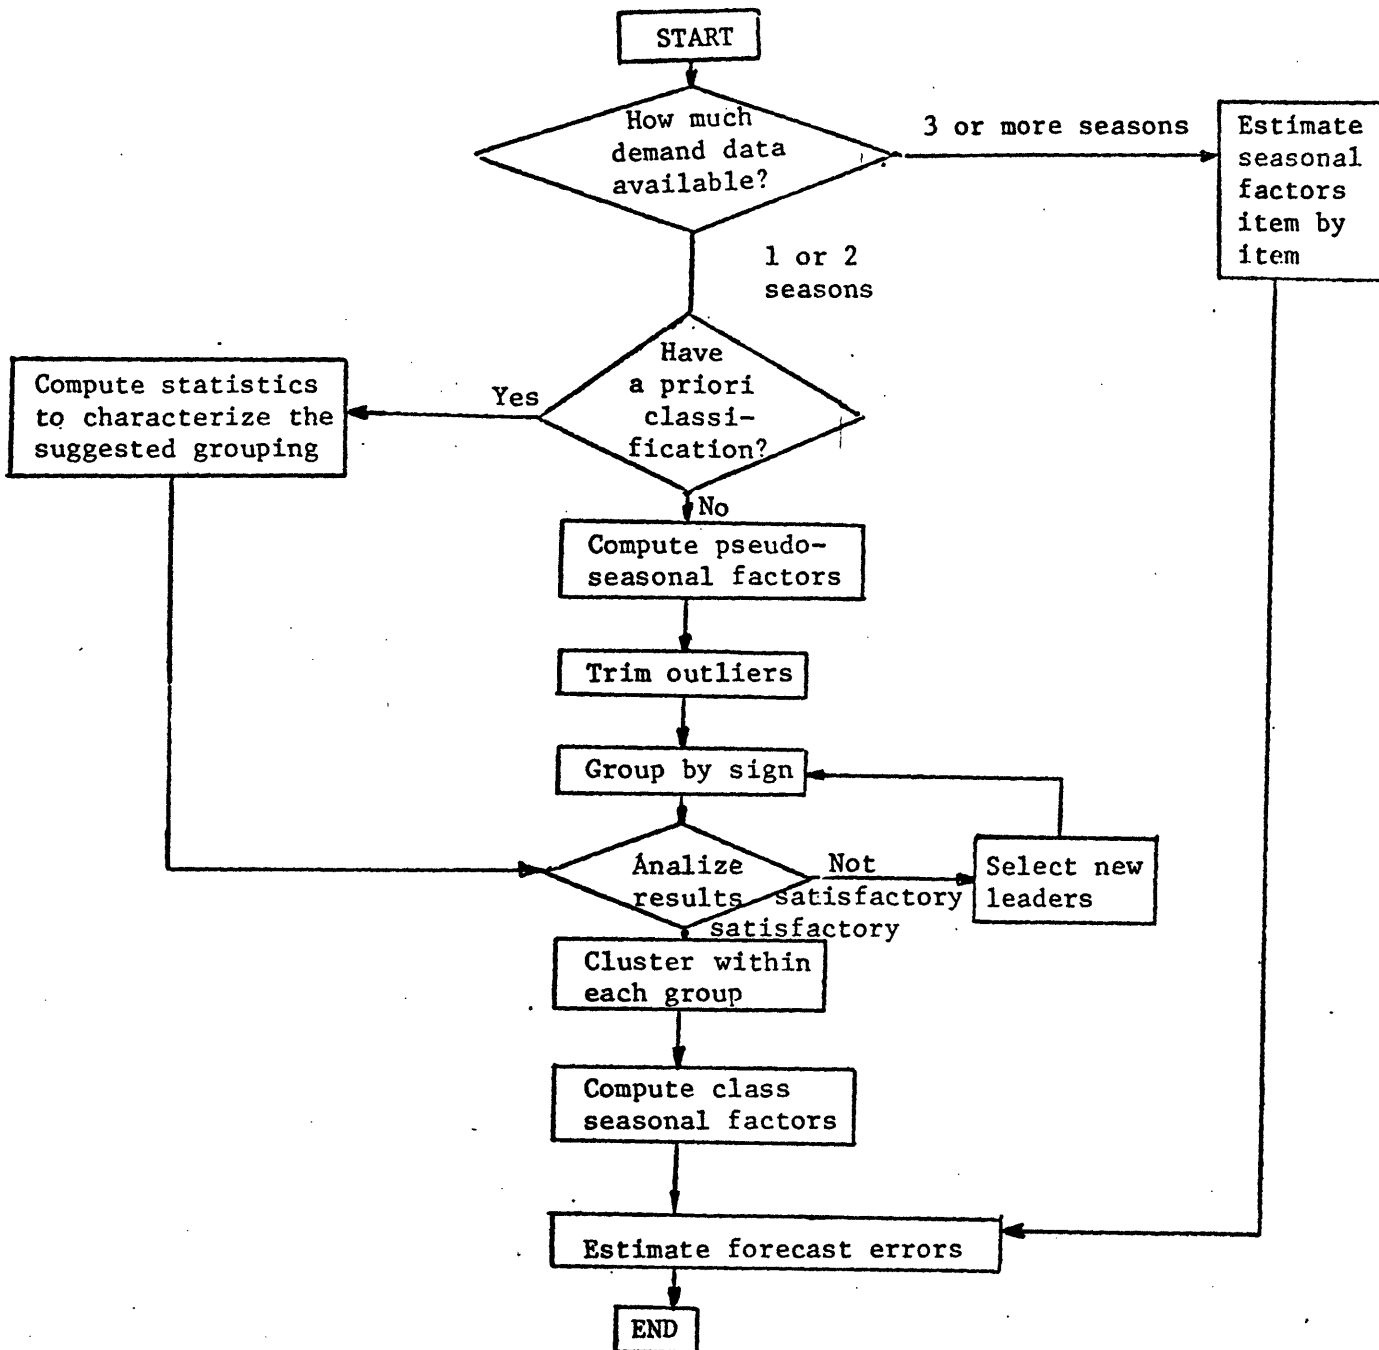 START
How much
demand data
available?
3 or more seasons
Estimate
seasonal
factors
item by
item
1 or 2
seasons
Have
a priori
classi-
fication?
Yes
Compute statistics
to characterize the
suggested grouping
No
Compute pseudo-
seasonal factors
Trim outliers
Group by sign
Analize
results
Not
satisfactory
Select new
leaders
satisfactory
Cluster within
each group
Compute class
seasonal factors
Estimate forecast errors
END